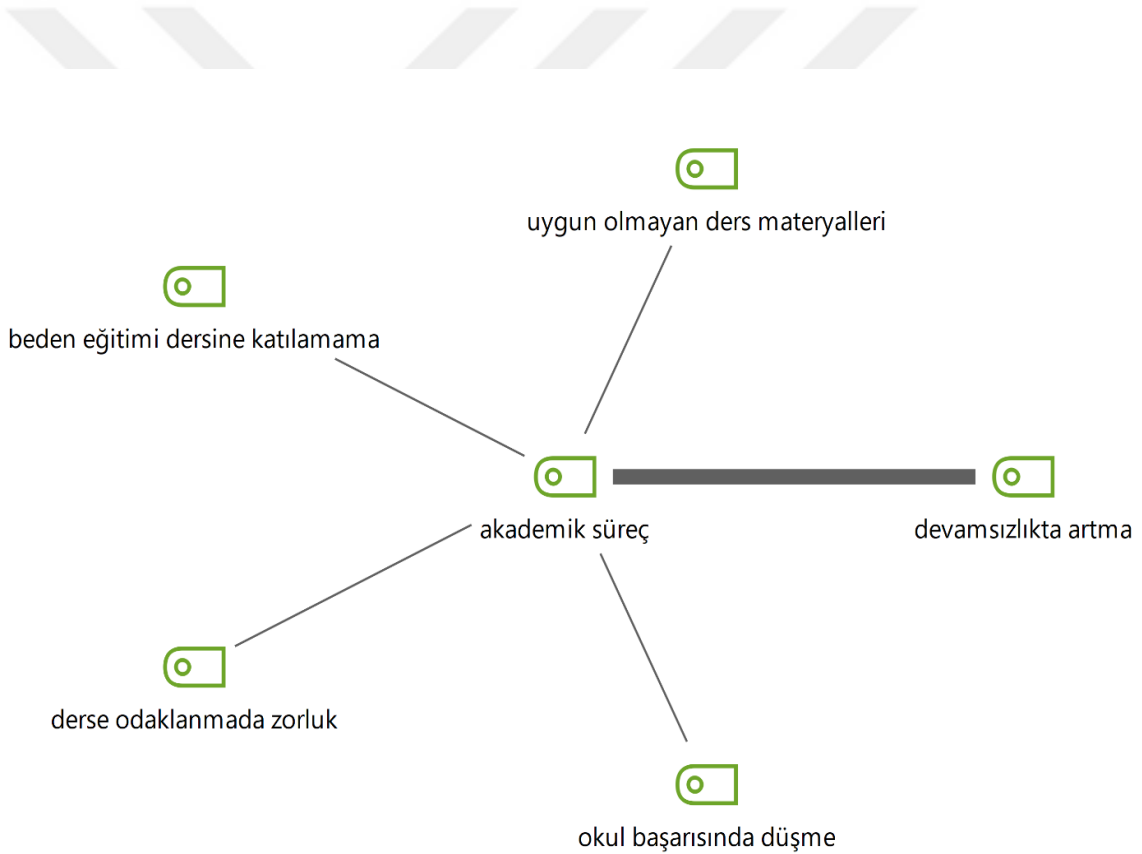 uygun olmayan ders materyalleri
beden eğitimi dersine katılamama
akademik süreç
devamsızlıkta artma
derse odaklanmada zorluk
okul başarısında düşme